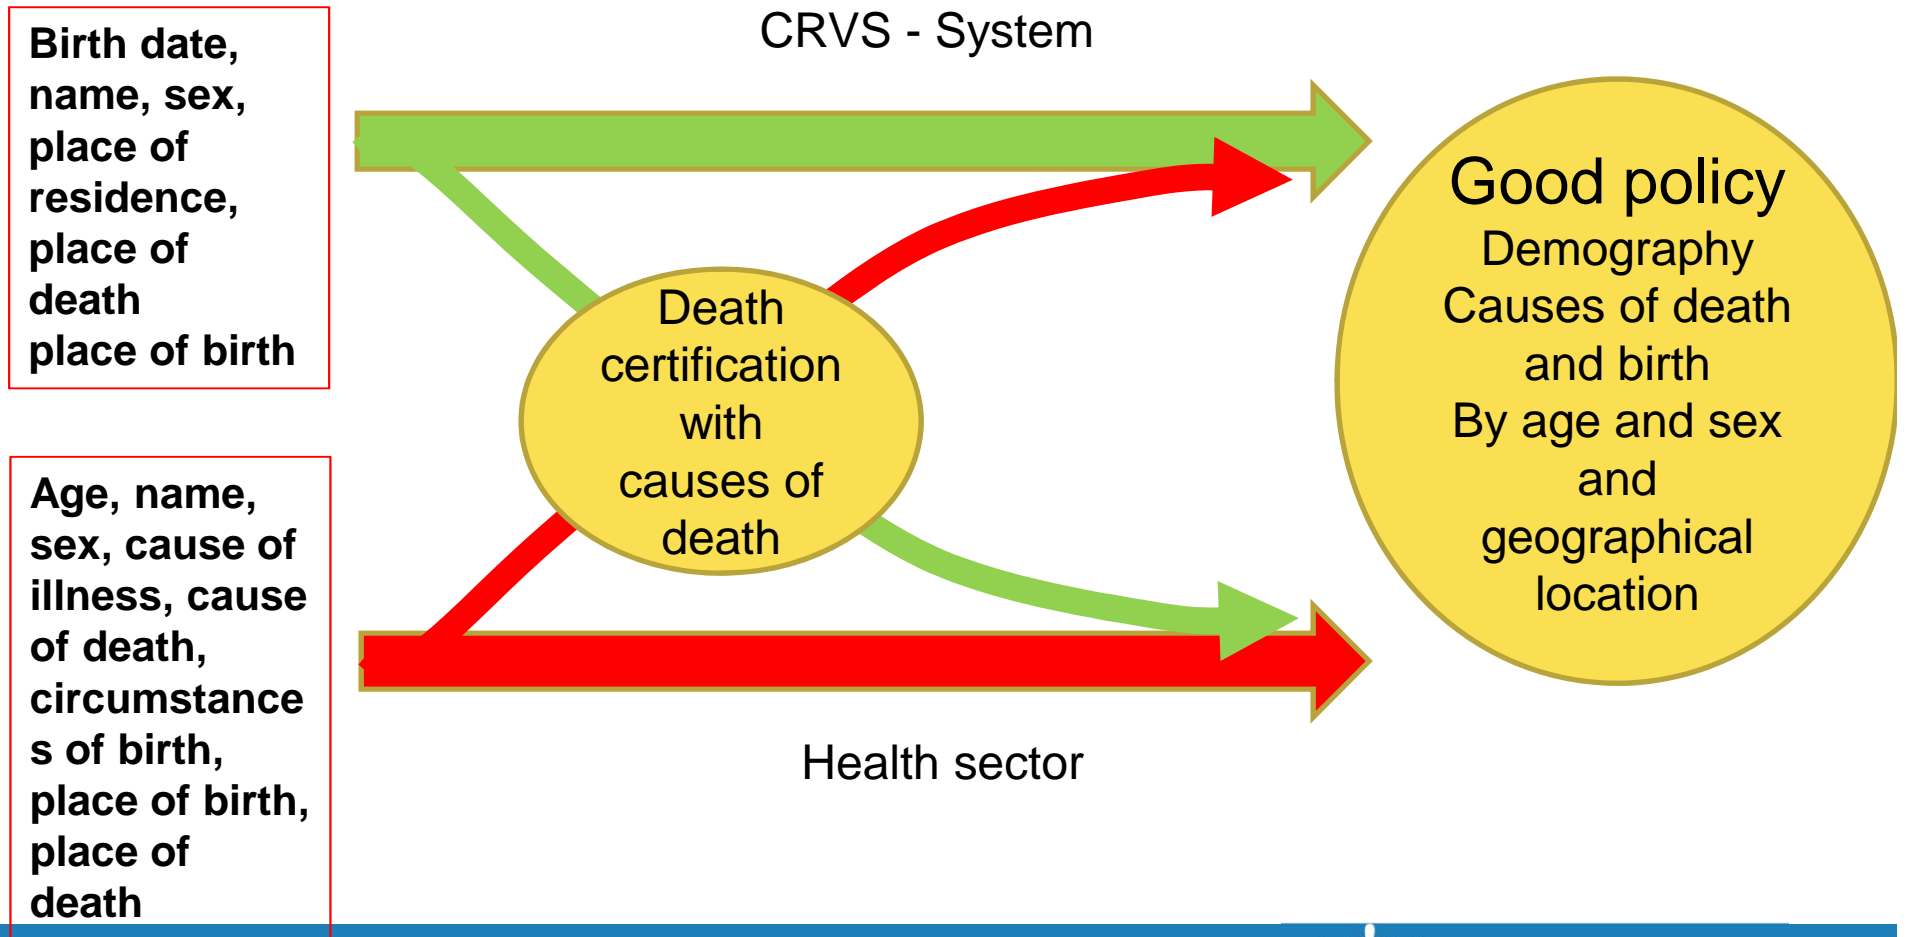 CRVS - System
Birth date,
name, sex,
place of
residence,
place of
death
place of birth
Death
certification
with
causes of
death
Good policy
Demography
Causes of death
and birth
By age and sex
and
geographical
location
Age, name,
sex, cause of
illness, cause
of death,
circumstance
s of birth,
place of birth,
place of
death
Health sector